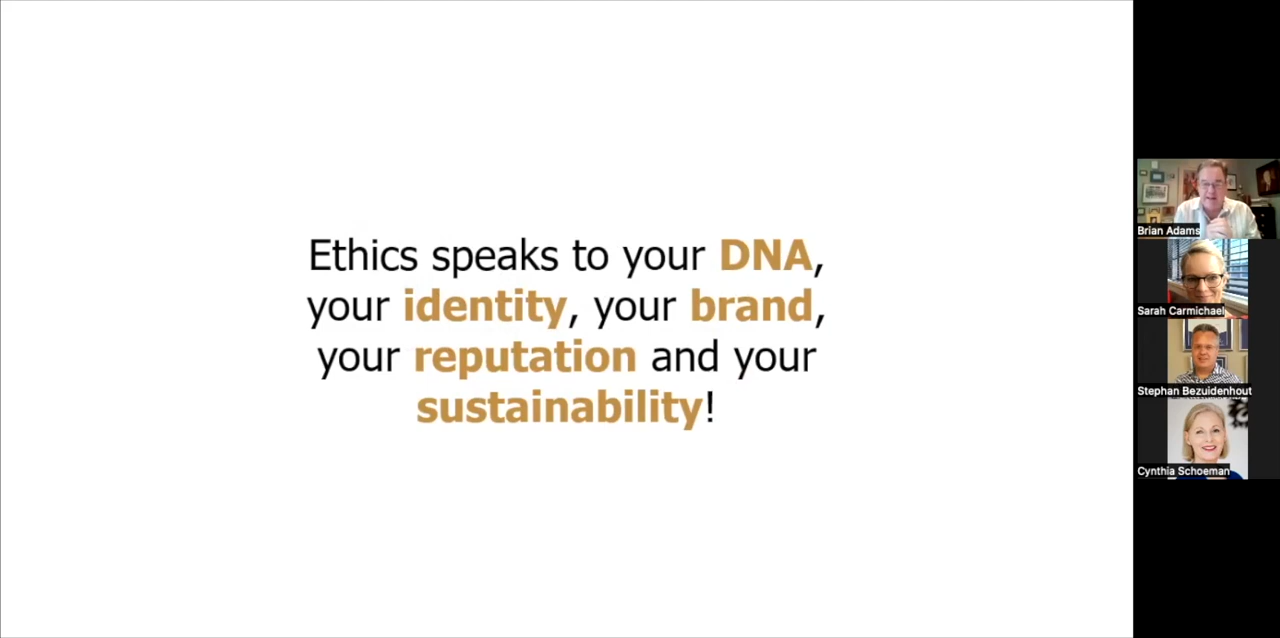 Ethics speaks to your DNA,
your identity, your brand,
your reputation and your
sustainability!
Brian Adams
Sarah Carmichael
Stephan Bezuidenhout
Cynthia Schoeman